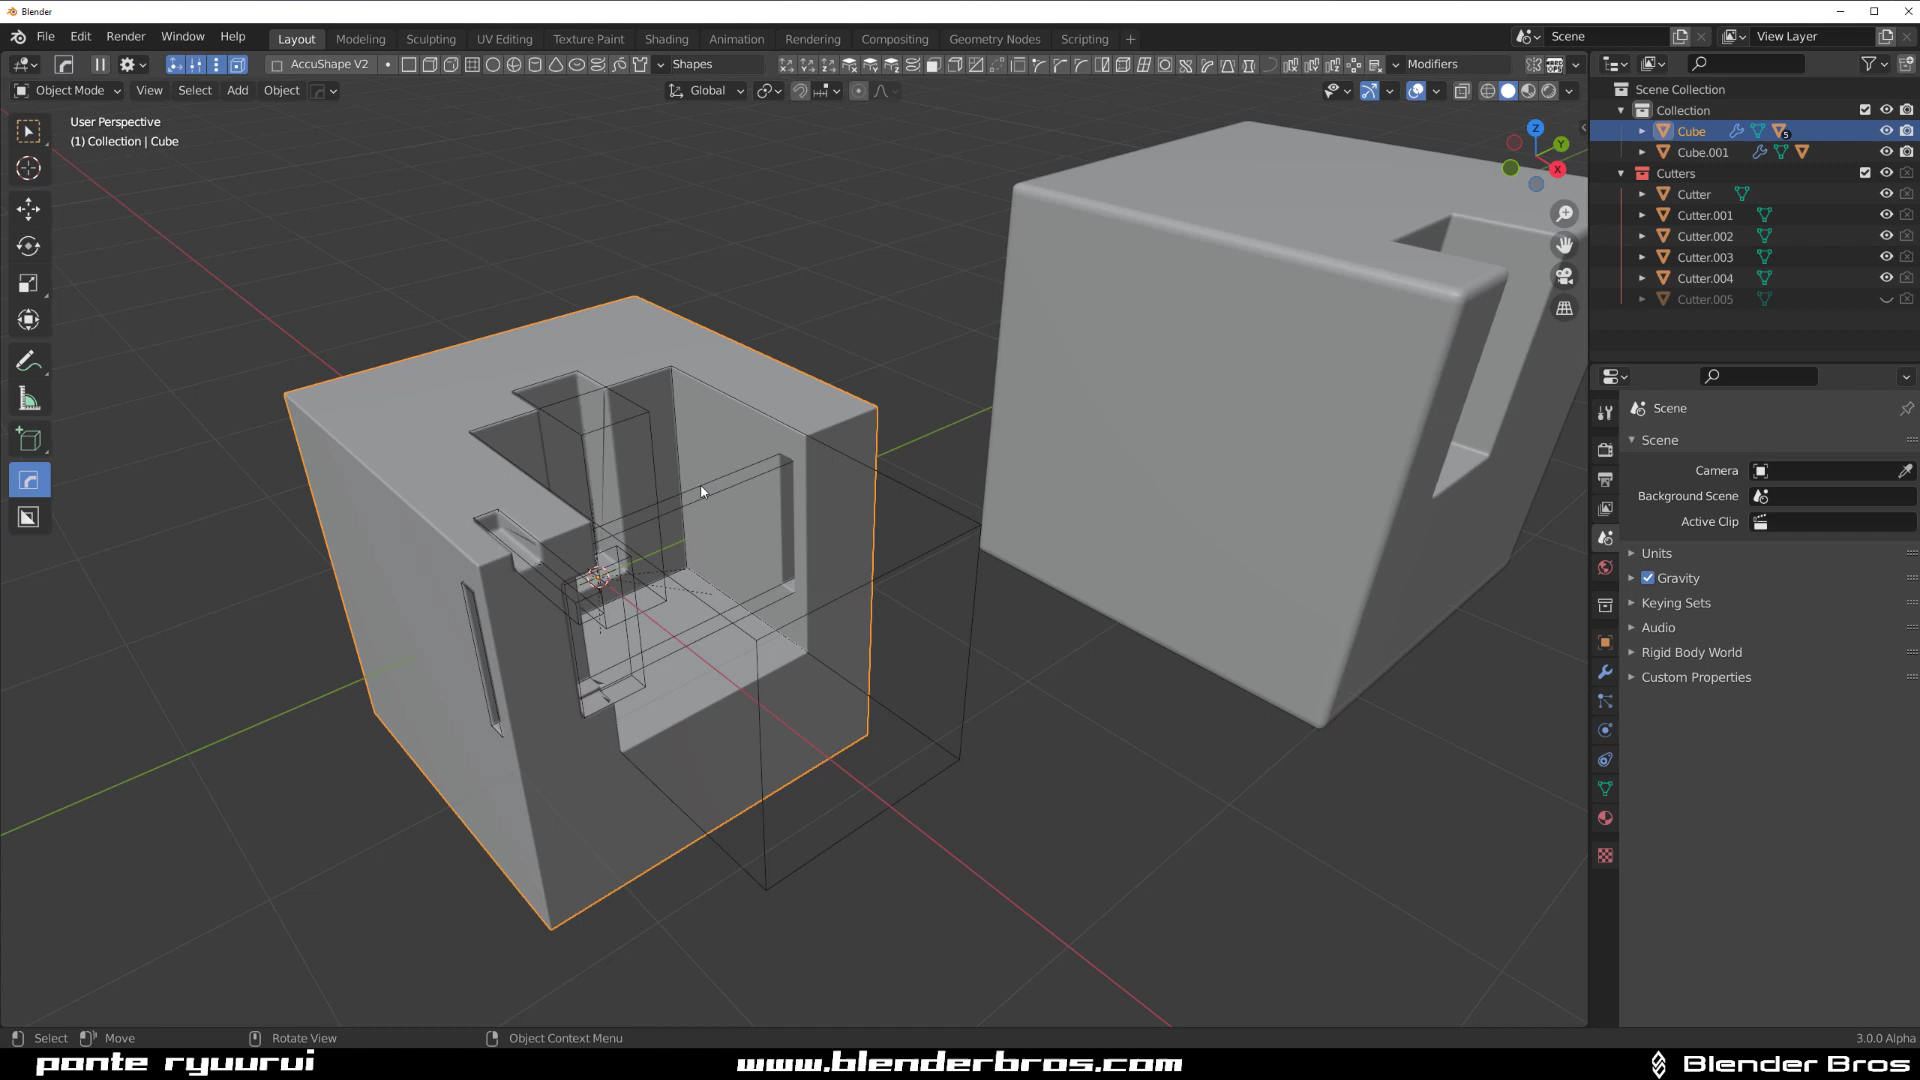 Blender
File Edit Render Window Help
Layout Modeling Sculpting UV Editing Texture Paint Shading Animation Rendering Compositing Geometry Nodes Scripting +
Scene
View Layer
AccuShape V2
Shapes
Modifiers
Object Mode View Select Add Object
Global
User Perspective
(1) Collection | Cube
Z
Y
X
Scene Collection
Collection
Cube
5
Cube.001
Cutters
Cutter
Cutter.001
Cutter.002
Cutter.003
Cutter.004
Cutter.005
Scene
Scene
Camera
Background Scene
Active Clip
Units
Gravity
Keying Sets
Audio
Rigid Body World
Custom Properties
Select Move Rotate View Object Context Menu 3.0.0 Alpha
ponte ryuurui www.blenderbros.com Blender Bros